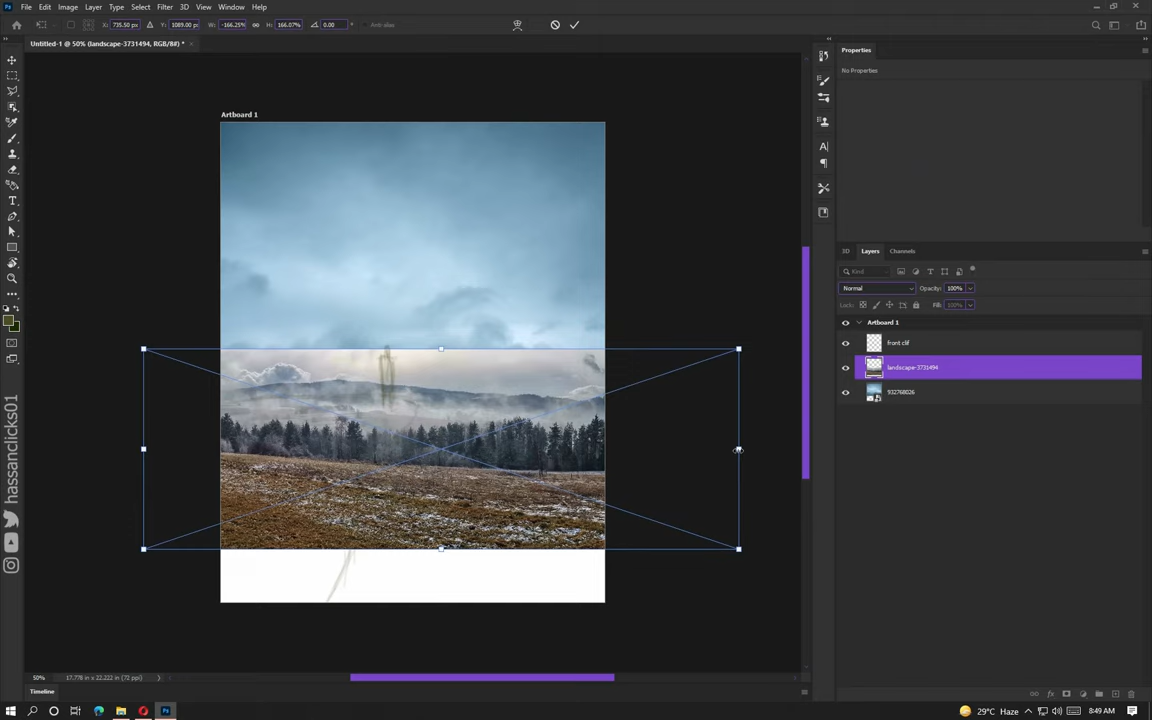 Ps File Edit Image Layer Type Select Filter 3D View Window Help
X: 735.50 px Y: 1089.00 px W: -166.25% H: 166.07% 0.00 ° Anti-alias
Untitled-1 @ 50% (landscape-3731494, RGB/8#) * ×
Artboard 1
hassanclicks01
Properties
No Properties
3D Layers Channels
Kind
Normal Opacity: 100%
Lock: Fill: 100%
Artboard 1
front clif
landscape-3731494
932768026
50% 17.778 in x 22.222 in (72 ppi)
Timeline
29°C Haze 8:49 AM